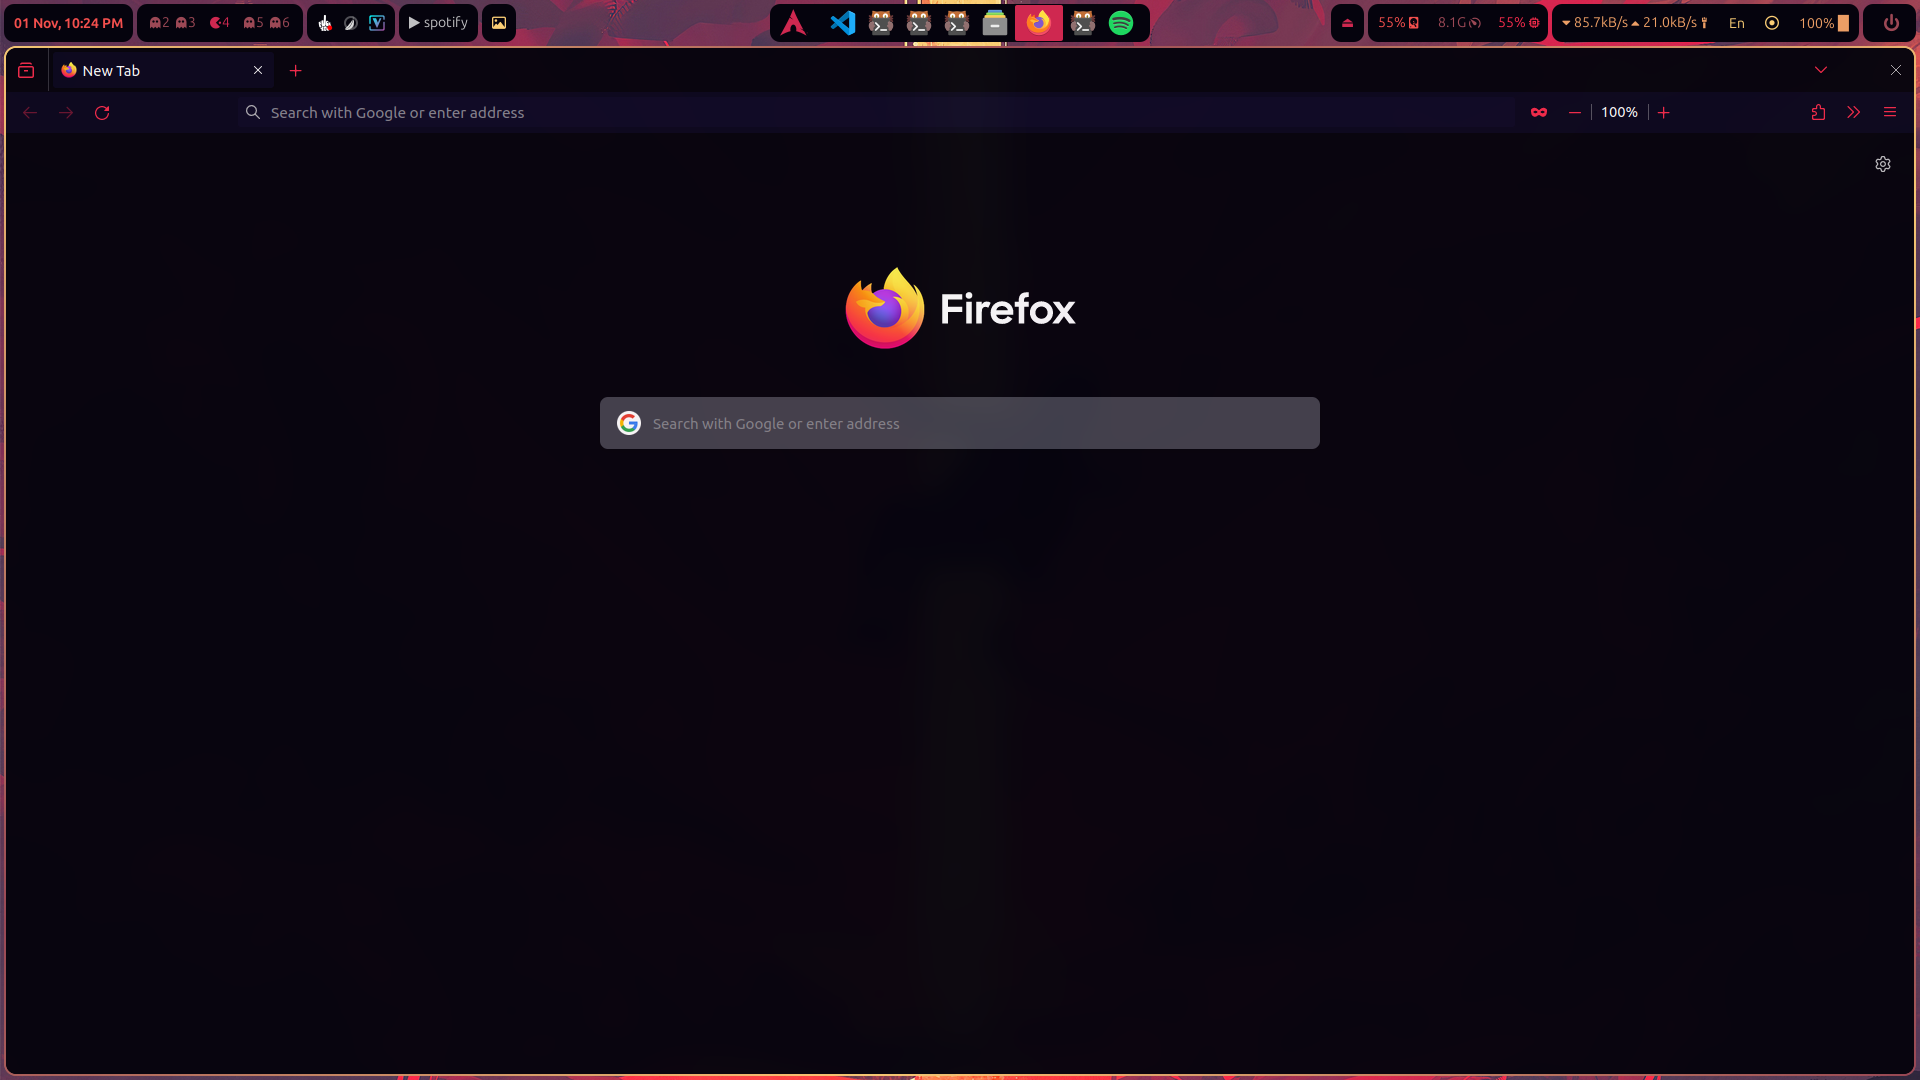 01 Nov, 10:24 PM 2 3 4 5 6 spotify 55% 8.1G 55% 85.7kB/s 21.0kB/s En 100%
New Tab
Search with Google or enter address 100%
Firefox
Search with Google or enter address